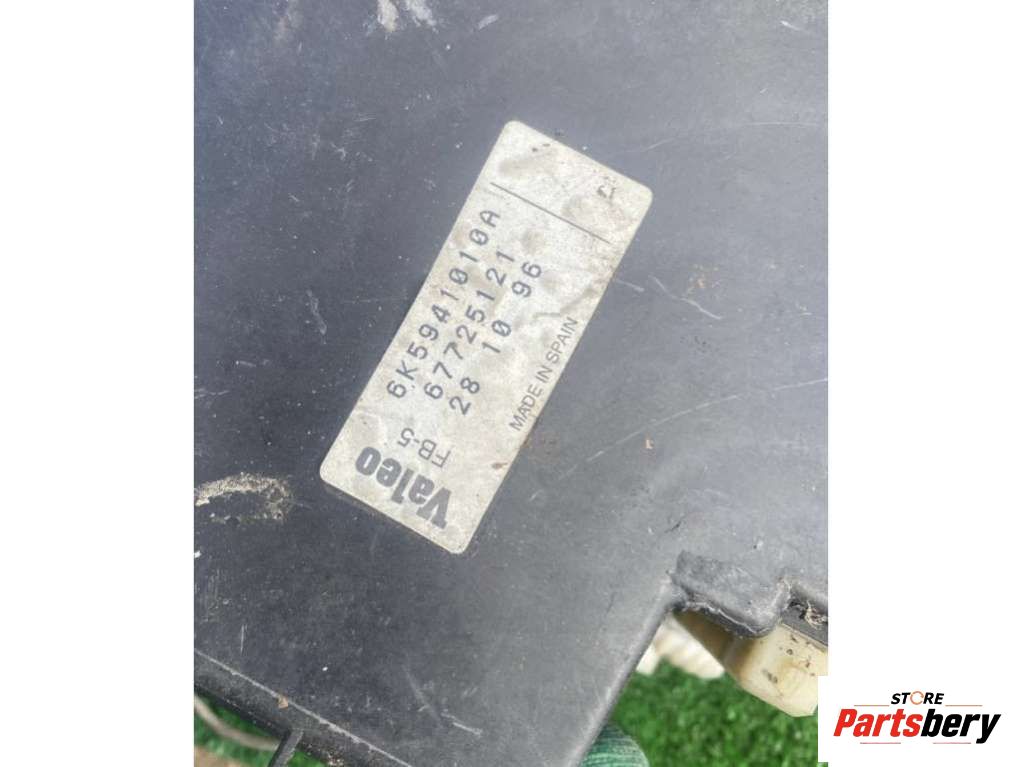 6K5941010A
67725121
28 10 96
MADE IN SPAIN
FB-5
Valeo
STORE
Partsbery